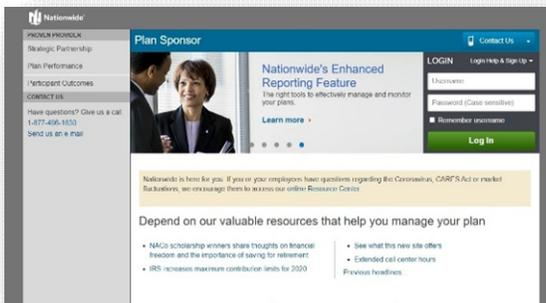 Nationwide
PROVEN PROVIDER
Strategic Partnership
Plan Performance
Participant Outcomes
CONTACT US
Have questions? Give us a call.
1-877-496-1630
Send us an e mail
Plan Sponsor
Contact Us
Nationwide's Enhanced
Reporting Feature
The right tools to effectively manage and monitor
your plans.
Learn more
LOGIN
Login Help & Sign Up
Username
Password (Case sensitive)
Remember username
Log In
Nationwide is here for you. If you or your employees have questions regarding the Coronavirus, CARES Act or market
fluctuations, we encourage them to access our online Resource Center
Depend on our valuable resources that help you manage your plan
• NACo scholarship winners share thoughts on financial
freedom and the importance of saving for retirement
• IRS increases maximum contribution limits for 2020
• See what this new site offers
• Extended call center hours
Previous headlines...